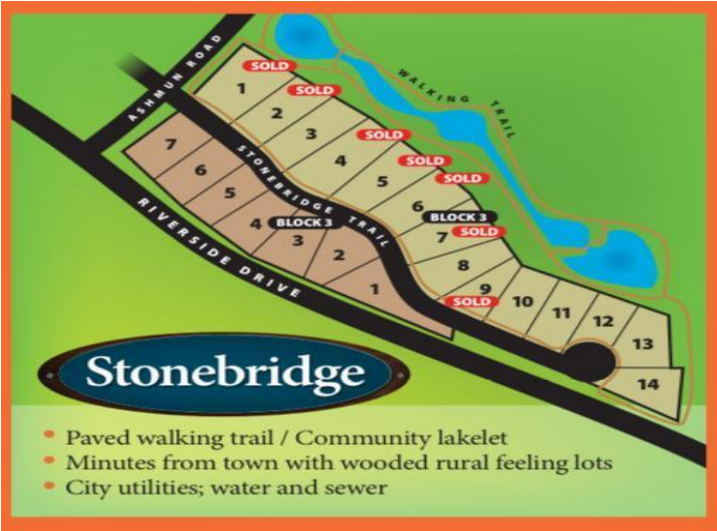 ASHMUN ROAD
WALKING TRAIL
SOLD
1
SOLD
2
3
SOLD
4
SOLD
5
SOLD
6
BLOCK 3
7
SOLD
8
9
SOLD
10
11
12
13
14
STONEBRIDGE TRAIL
7
6
5
4
BLOCK 3
3
2
1
RIVERSIDE DRIVE
Stonebridge
• Paved walking trail / Community lakelet
• Minutes from town with wooded rural feeling lots
• City utilities; water and sewer